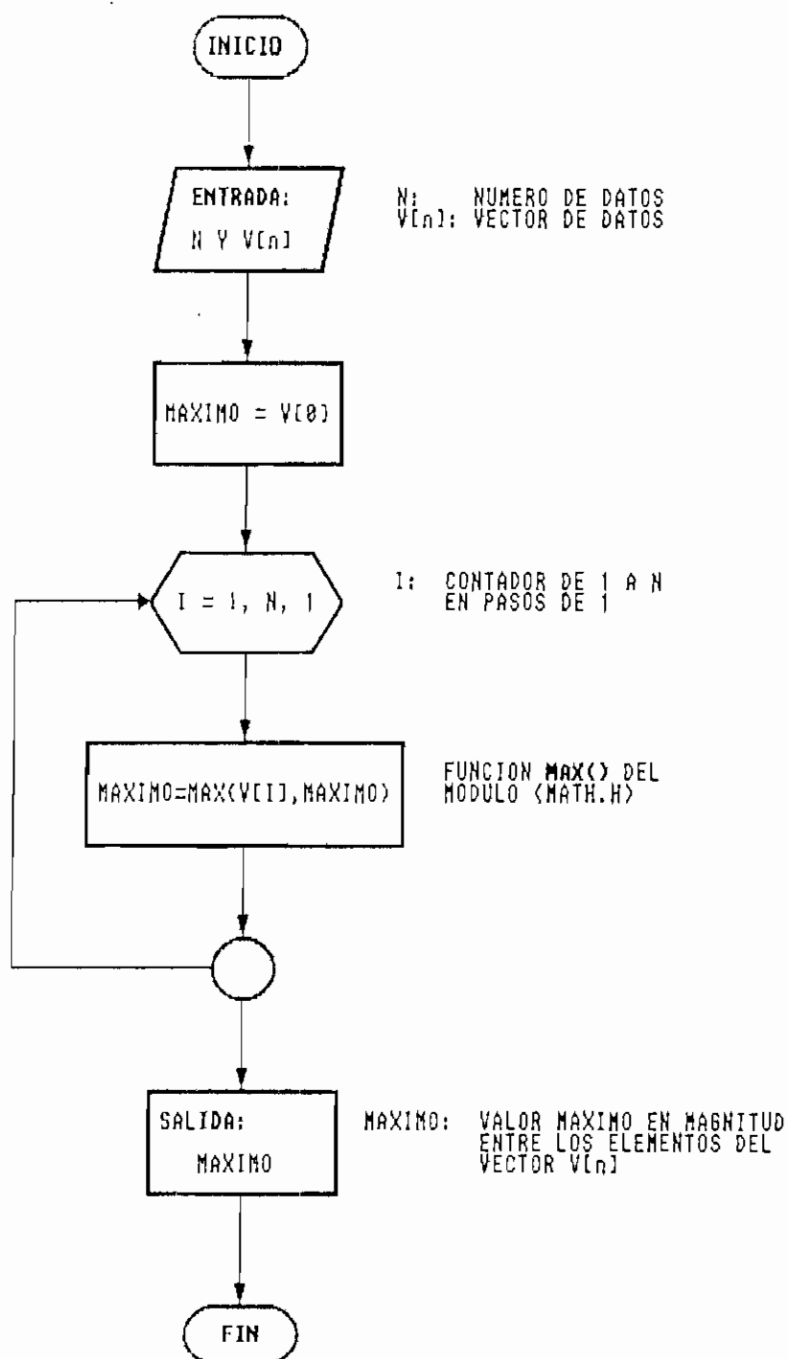 INICIO
ENTRADA:
N Y V[n]
N: NUMERO DE DATOS
V[n]: VECTOR DE DATOS
MAXIMO = V[0]
I = 1, N, 1
I: CONTADOR DE 1 A N
EN PASOS DE 1
MAXIMO=MAX(V[I],MAXIMO)
FUNCION MAX() DEL
MODULO <MATH.H>
SALIDA:
MAXIMO
MAXIMO: VALOR MAXIMO EN MAGNITUD
ENTRE LOS ELEMENTOS DEL
VECTOR V[n]
FIN